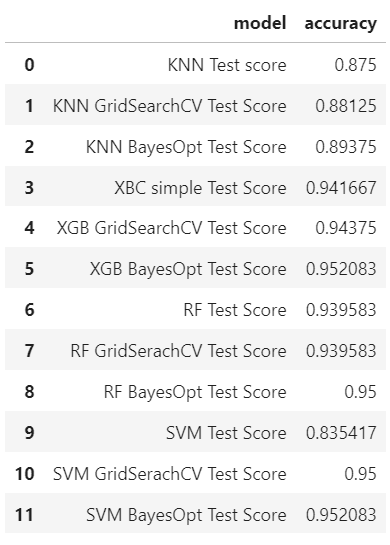 model accuracy
0 KNN Test score 0.875
1 KNN GridSearchCV Test Score 0.88125
2 KNN BayesOpt Test Score 0.89375
3 XBC simple Test Score 0.941667
4 XGB GridSearchCV Test Score 0.94375
5 XGB BayesOpt Test Score 0.952083
6 RF Test Score 0.939583
7 RF GridSerachCV Test Score 0.939583
8 RF BayesOpt Test Score 0.95
9 SVM Test Score 0.835417
10 SVM GridSerachCV Test Score 0.95
11 SVM BayesOpt Test Score 0.952083